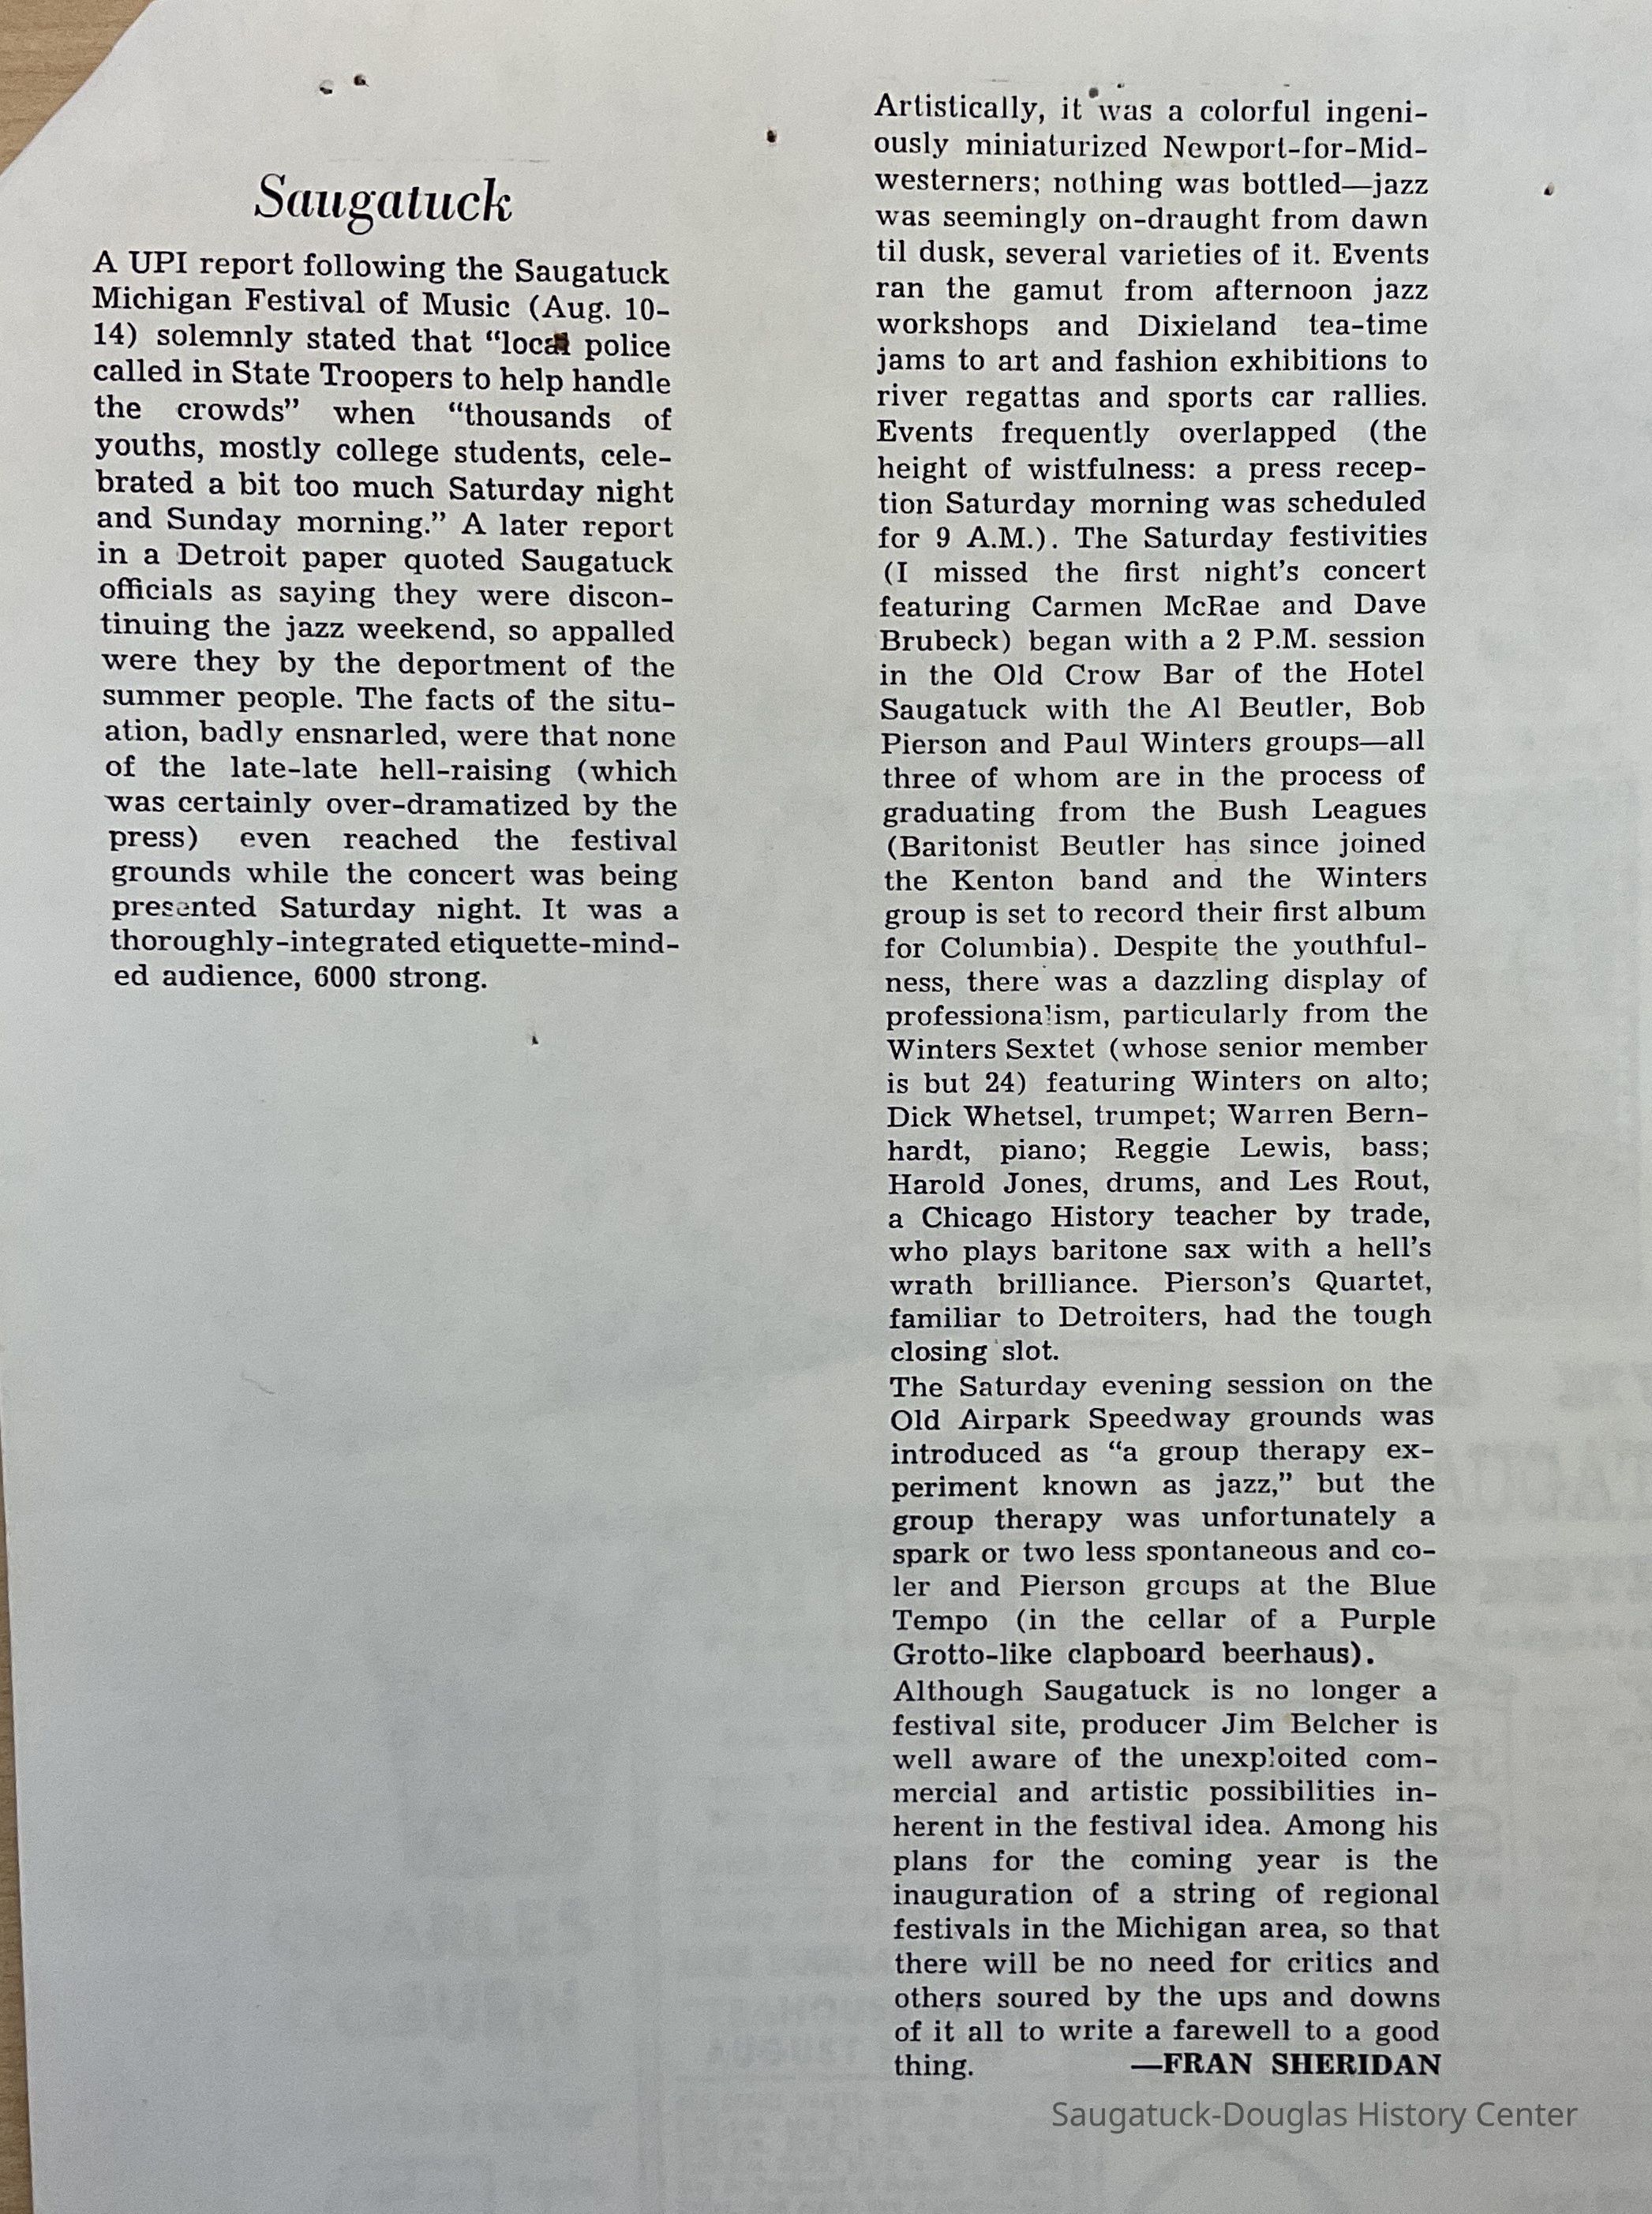 Saugatuck
A UPI report following the Saugatuck
Michigan Festival of Music (Aug. 10-
14) solemnly stated that “local police
called in State Troopers to help handle
the crowds” when “thousands of
youths, mostly college students, cele-
brated a bit too much Saturday night
and Sunday morning.” A later report
in a Detroit paper quoted Saugatuck
officials as saying they were discon-
tinuing the jazz weekend, so appalled
were they by the deportment of the
summer people. The facts of the situ-
ation, badly ensnarled, were that none
of the late-late hell-raising (which
was certainly over-dramatized by the
press) even reached the festival
grounds while the concert was being
presented Saturday night. It was a
thoroughly-integrated etiquette-mind-
ed audience, 6000 strong.
Artistically, it was a colorful ingeni-
ously miniaturized Newport-for-Mid-
westerners; nothing was bottled—jazz
was seemingly on-draught from dawn
til dusk, several varieties of it. Events
ran the gamut from afternoon jazz
workshops and Dixieland tea-time
jams to art and fashion exhibitions to
river regattas and sports car rallies.
Events frequently overlapped (the
height of wistfulness: a press recep-
tion Saturday morning was scheduled
for 9 A.M.). The Saturday festivities
(I missed the first night’s concert
featuring Carmen McRae and Dave
Brubeck) began with a 2 P.M. session
in the Old Crow Bar of the Hotel
Saugatuck with the Al Beutler, Bob
Pierson and Paul Winters groups—all
three of whom are in the process of
graduating from the Bush Leagues
(Baritonist Beutler has since joined
the Kenton band and the Winters
group is set to record their first album
for Columbia). Despite the youthful-
ness, there was a dazzling display of
professionalism, particularly from the
Winters Sextet (whose senior member
is but 24) featuring Winters on alto;
Dick Whetsel, trumpet; Warren Bern-
hardt, piano; Reggie Lewis, bass;
Harold Jones, drums, and Les Rout,
a Chicago History teacher by trade,
who plays baritone sax with a hell’s
wrath brilliance. Pierson’s Quartet,
familiar to Detroiters, had the tough
closing slot.
The Saturday evening session on the
Old Airpark Speedway grounds was
introduced as “a group therapy ex-
periment known as jazz,” but the
group therapy was unfortunately a
spark or two less spontaneous and co-
ler and Pierson groups at the Blue
Tempo (in the cellar of a Purple
Grotto-like clapboard beerhaus).
Although Saugatuck is no longer a
festival site, producer Jim Belcher is
well aware of the unexploited com-
mercial and artistic possibilities in-
herent in the festival idea. Among his
plans for the coming year is the
inauguration of a string of regional
festivals in the Michigan area, so that
there will be no need for critics and
others soured by the ups and downs
of it all to write a farewell to a good
thing. —FRAN SHERIDAN
Saugatuck-Douglas History Center